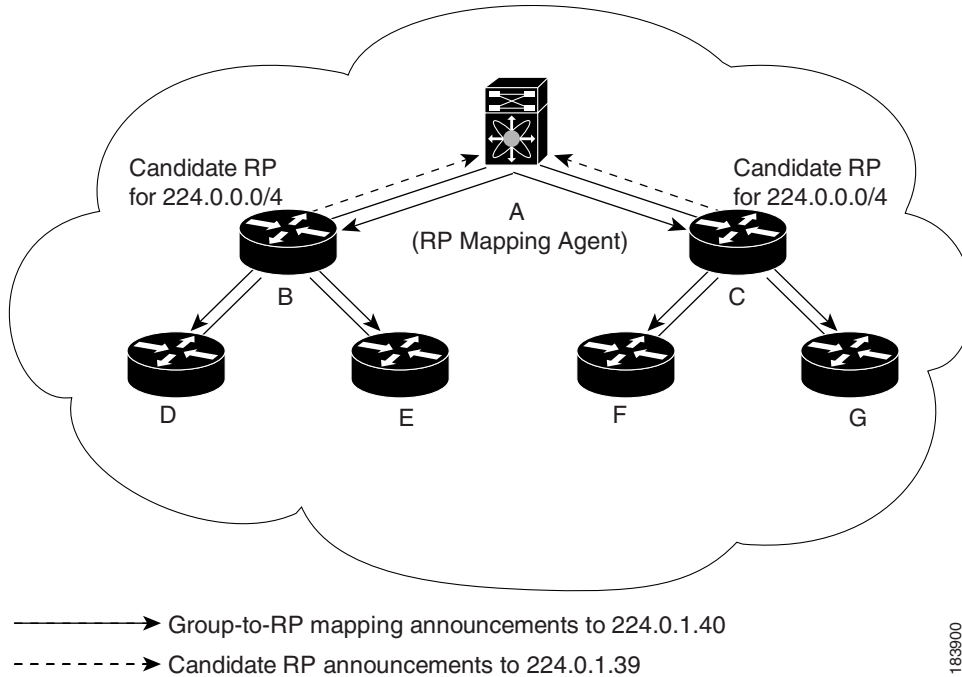 Candidate RP
for 224.0.0.0/4
Candidate RP
for 224.0.0.0/4
A
(RP Mapping Agent)
B
C
D
E
F
G
Group-to-RP mapping announcements to 224.0.1.40
Candidate RP announcements to 224.0.1.39
183900